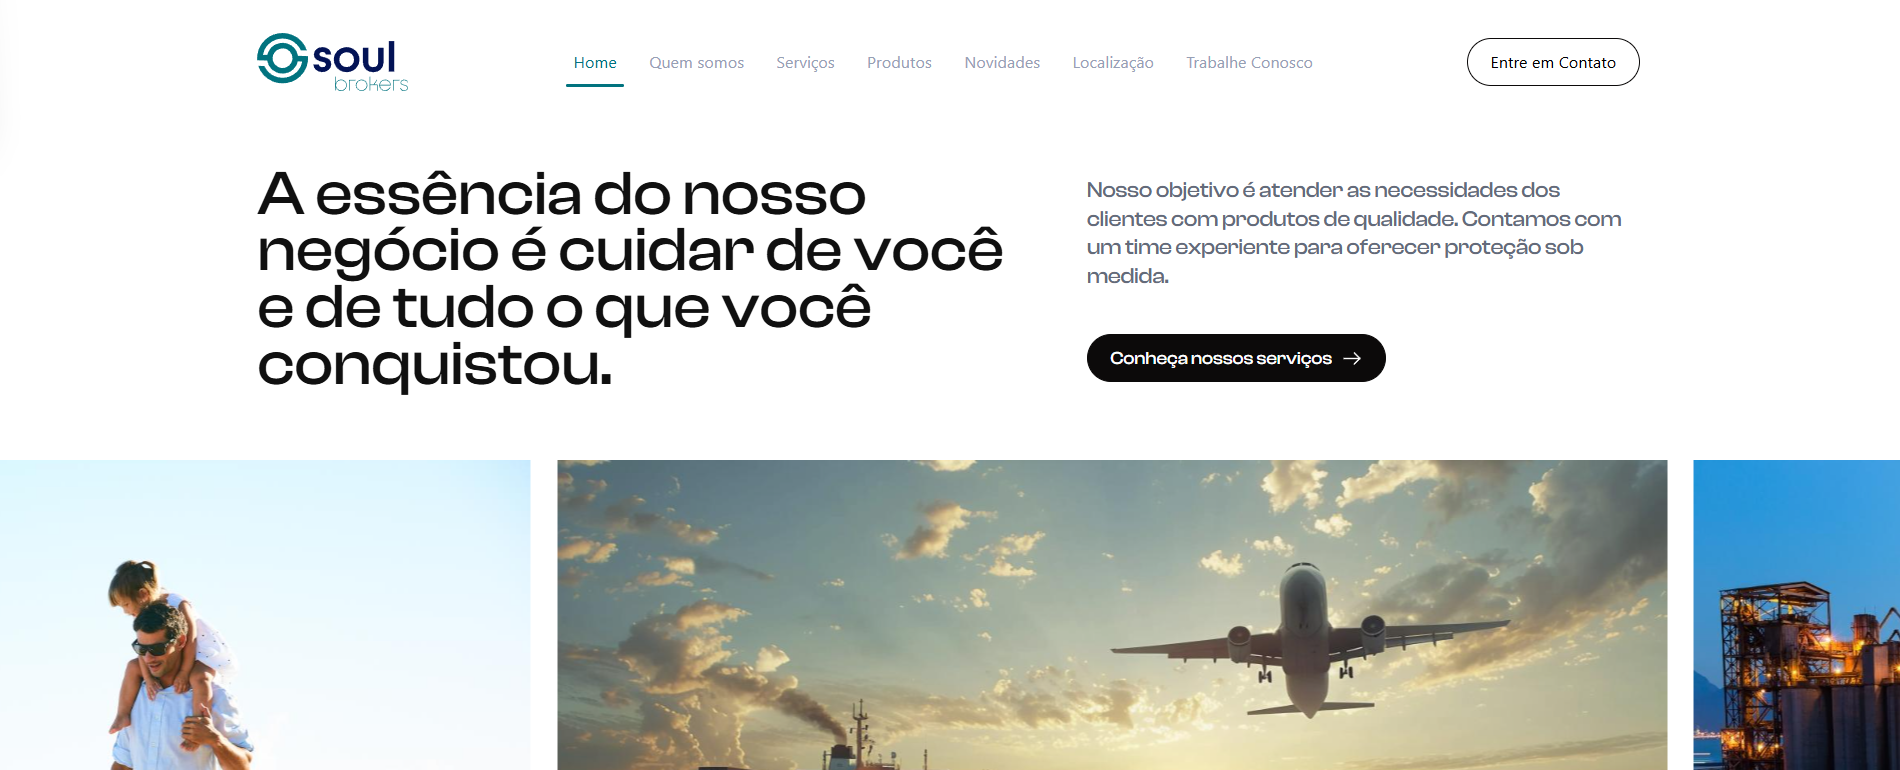 soul
brokers
Home
Quem somos
Serviços
Produtos
Novidades
Localização
Trabalhe Conosco
Entre em Contato
A essência do nosso
negócio é cuidar de você
e de tudo o que você
conquistou.
Nosso objetivo é atender as necessidades dos
clientes com produtos de qualidade. Contamos com
um time experiente para oferecer proteção sob
medida.
Conheça nossos serviços